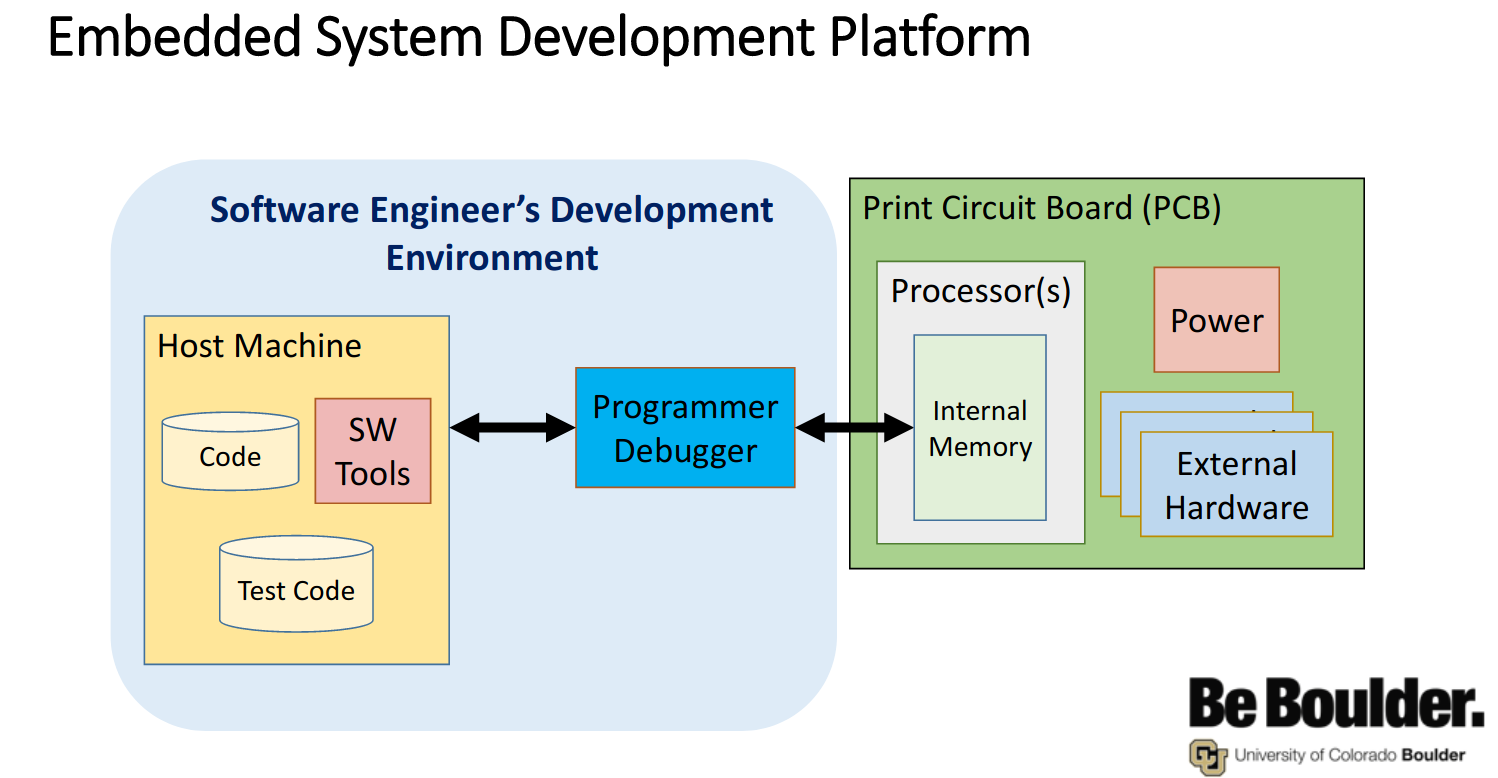 Embedded System Development Platform
Software Engineer’s Development
Environment
Host Machine
Code
SW
Tools
Test Code
Programmer
Debugger
Print Circuit Board (PCB)
Processor(s)
Internal
Memory
Power
External
Hardware
Be Boulder.
CU
University of Colorado Boulder